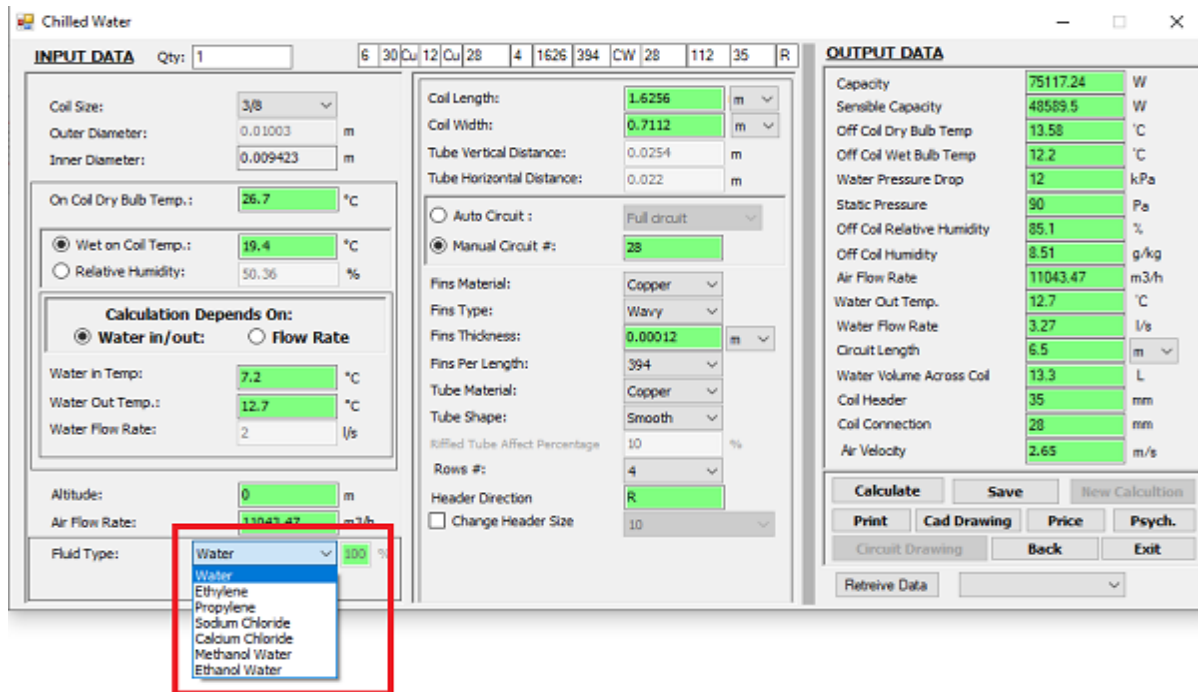 Chilled Water
INPUT DATA Qty: 1
6 30 Cu 12 Cu 28 4 1626 394 CW 28 112 35 R
Coil Size: 3/8
Outer Diameter: 0.01003 m
Inner Diameter: 0.009423 m
On Coil Dry Bulb Temp.: 26.7 °C
Wet on Coil Temp.: 19.4 °C
Relative Humidity: 50.36 %
Calculation Depends On:
Water in/out: Flow Rate
Water in Temp: 7.2 °C
Water Out Temp.: 12.7 °C
Water Flow Rate: 2 l/s
Altitude: 0 m
Air Flow Rate: 11043.47 m3/h
Fluid Type: Water 100 %
Water
Ethylene
Propylene
Sodium Chloride
Calcium Chloride
Methanol Water
Ethanol Water
Coil Length: 1.6256 m
Coil Width: 0.7112 m
Tube Vertical Distance: 0.0254 m
Tube Horizontal Distance: 0.022 m
Auto Circuit : Full circuit
Manual Circuit #: 28
Fins Material: Copper
Fins Type: Wavy
Fins Thickness: 0.00012 m
Fins Per Length: 394
Tube Material: Copper
Tube Shape: Smooth
Riffled Tube Affect Percentage 10 %
Rows #: 4
Header Direction R
Change Header Size 10
OUTPUT DATA
Capacity 75117.24 W
Sensible Capacity 48589.5 W
Off Coil Dry Bulb Temp 13.58 °C
Off Coil Wet Bulb Temp 12.2 °C
Water Pressure Drop 12 kPa
Static Pressure 90 Pa
Off Coil Relative Humidity 85.1 %
Off Coil Humidity 8.51 g/kg
Air Flow Rate 11043.47 m3/h
Water Out Temp. 12.7 °C
Water Flow Rate 3.27 l/s
Circuit Length 6.5 m
Water Volume Across Coil 13.3 L
Coil Header 35 mm
Coil Connection 28 mm
Air Velocity 2.65 m/s
Calculate Save New Calcultion
Print Cad Drawing Price Psych.
Circuit Drawing Back Exit
Retreive Data